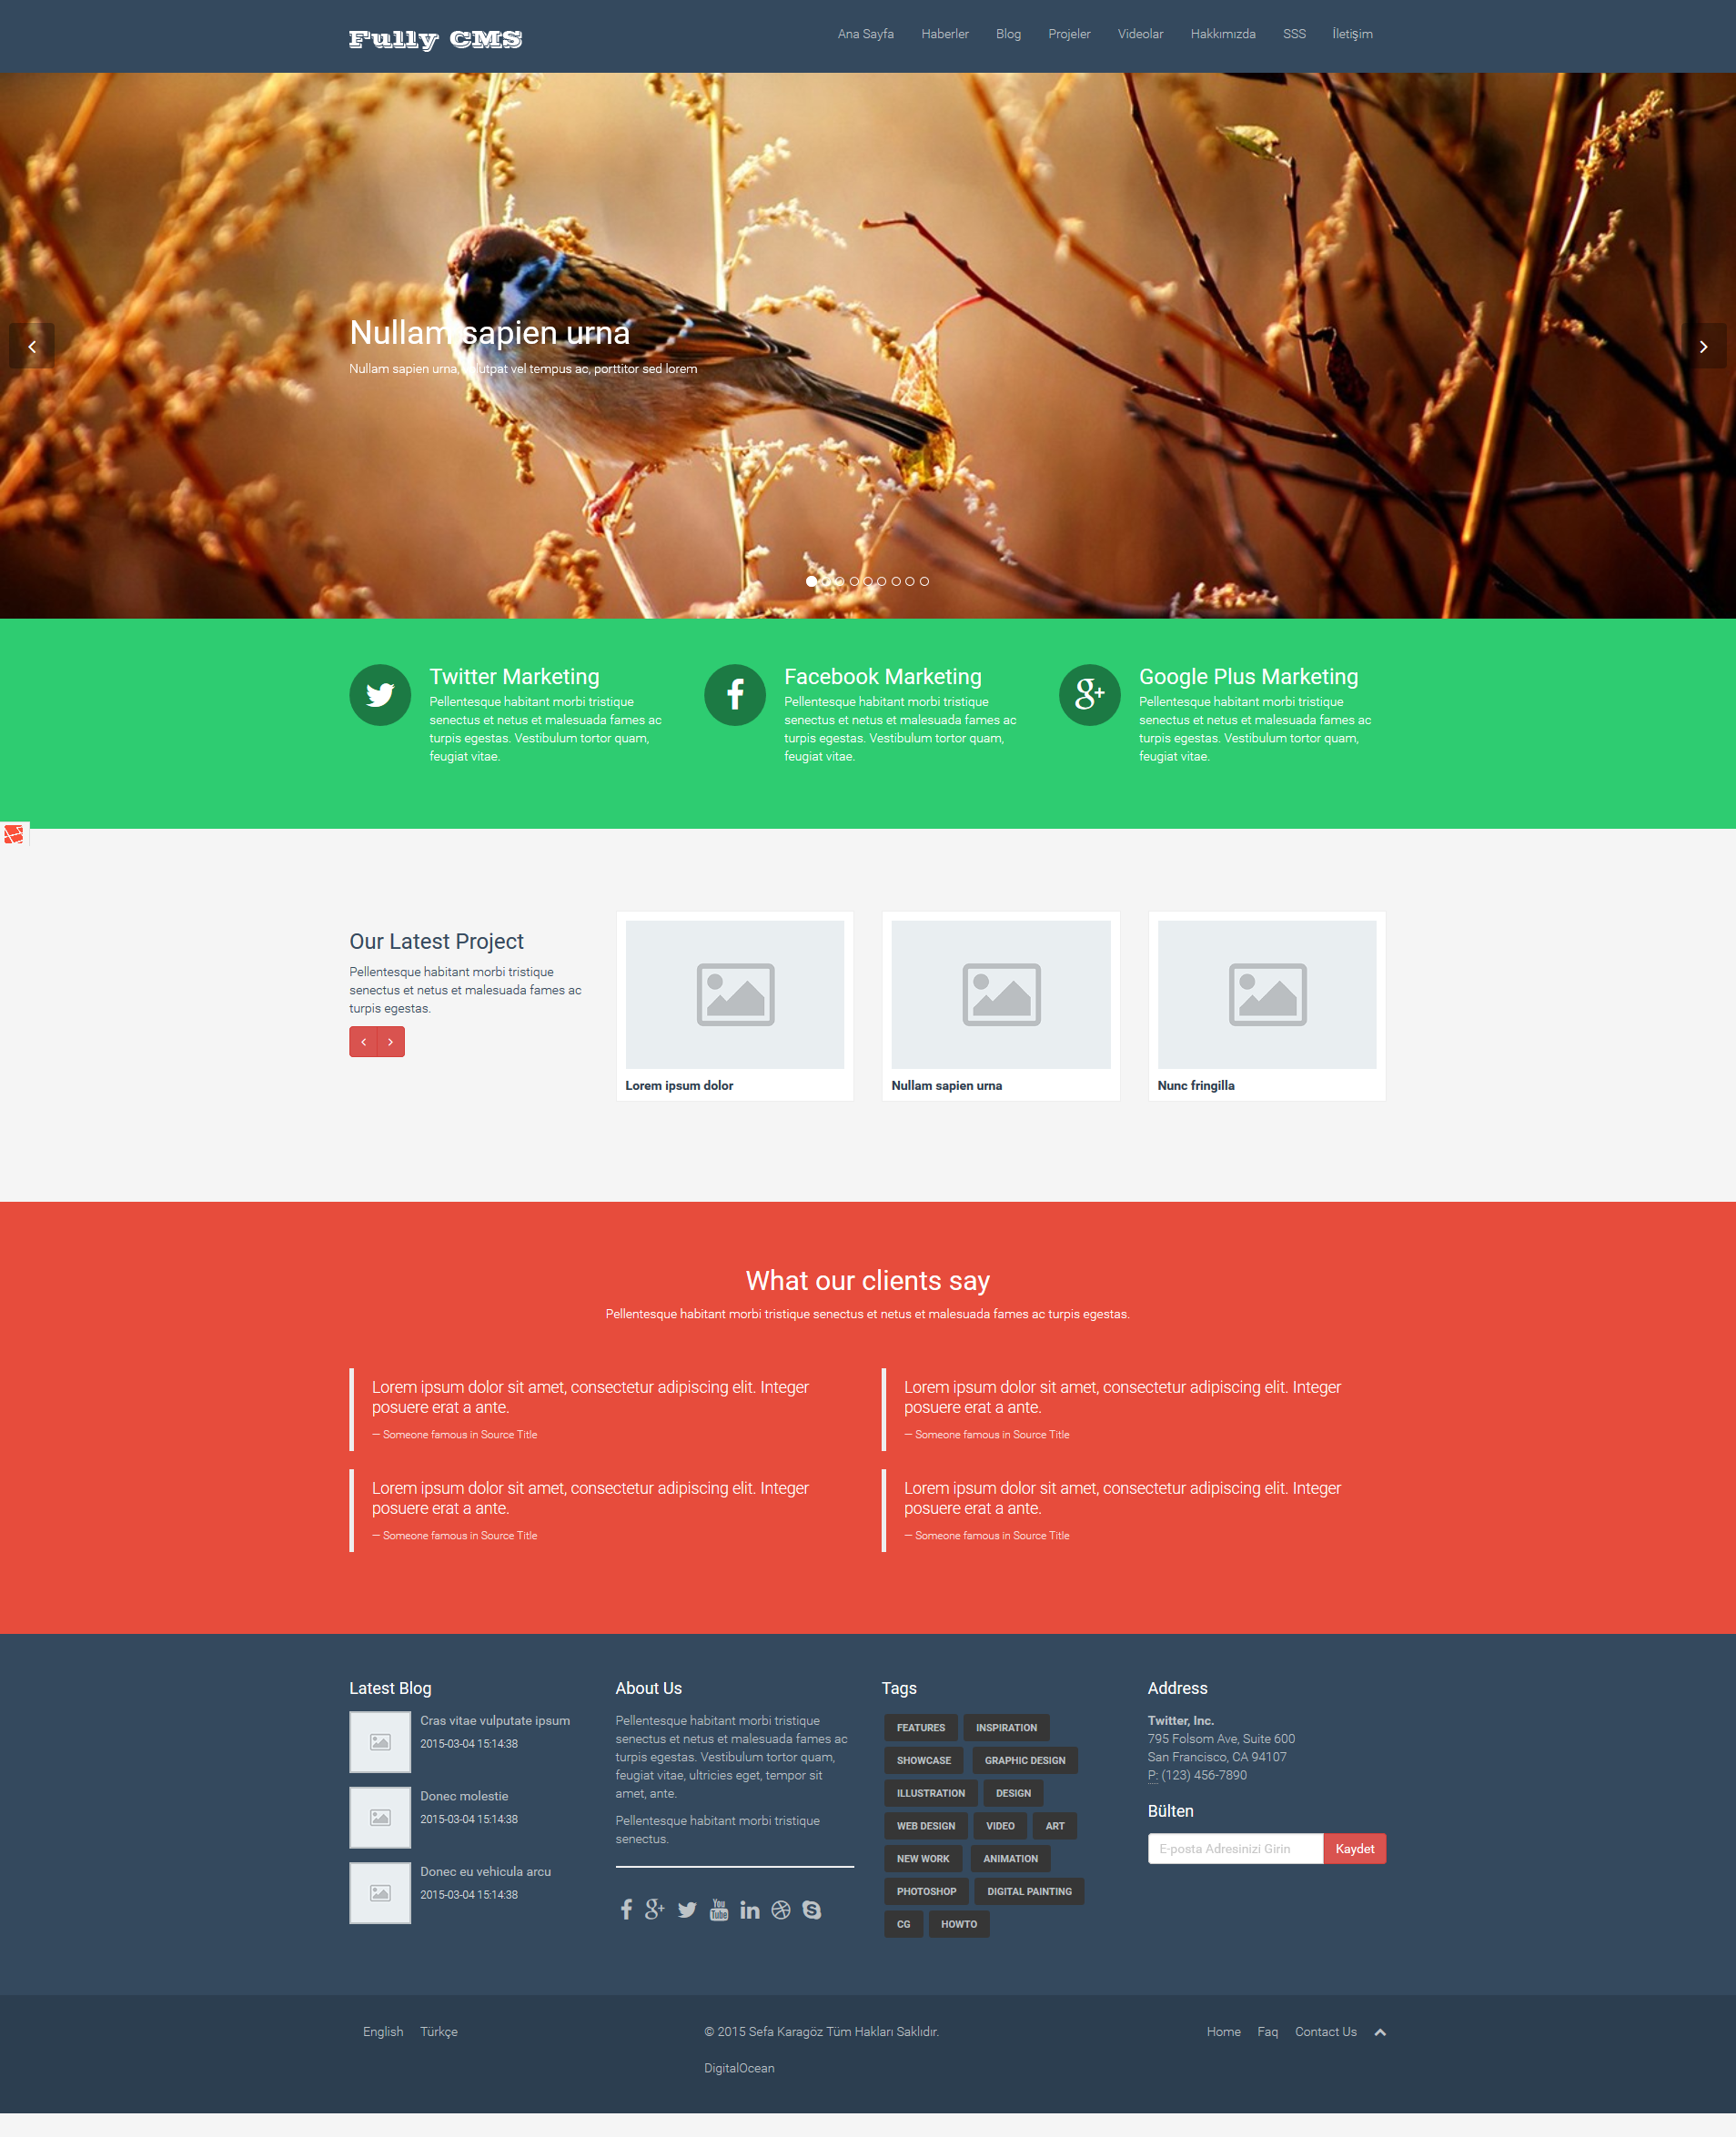 Fully CMS
Ana Sayfa Haberler Blog Projeler Videolar Hakkımızda SSS İletişim
Nullam sapien urna
Nullam sapien urna, volutpat vel tempus ac, porttitor sed lorem
Twitter Marketing
Pellentesque habitant morbi tristique
senectus et netus et malesuada fames ac
turpis egestas. Vestibulum tortor quam,
feugiat vitae.
Facebook Marketing
Pellentesque habitant morbi tristique
senectus et netus et malesuada fames ac
turpis egestas. Vestibulum tortor quam,
feugiat vitae.
Google Plus Marketing
Pellentesque habitant morbi tristique
senectus et netus et malesuada fames ac
turpis egestas. Vestibulum tortor quam,
feugiat vitae.
Our Latest Project
Pellentesque habitant morbi tristique
senectus et netus et malesuada fames ac
turpis egestas.
Lorem ipsum dolor
Nullam sapien urna
Nunc fringilla
What our clients say
Pellentesque habitant morbi tristique senectus et netus et malesuada fames ac turpis egestas.
Lorem ipsum dolor sit amet, consectetur adipiscing elit. Integer
posuere erat a ante.
— Someone famous in Source Title
Lorem ipsum dolor sit amet, consectetur adipiscing elit. Integer
posuere erat a ante.
— Someone famous in Source Title
Lorem ipsum dolor sit amet, consectetur adipiscing elit. Integer
posuere erat a ante.
— Someone famous in Source Title
Lorem ipsum dolor sit amet, consectetur adipiscing elit. Integer
posuere erat a ante.
— Someone famous in Source Title
Latest Blog
Cras vitae vulputate ipsum
2015-03-04 15:14:38
Donec molestie
2015-03-04 15:14:38
Donec eu vehicula arcu
2015-03-04 15:14:38
About Us
Pellentesque habitant morbi tristique
senectus et netus et malesuada fames ac
turpis egestas. Vestibulum tortor quam,
feugiat vitae, ultricies eget, tempor sit
amet, ante.
Pellentesque habitant morbi tristique
senectus.
You Tube
Tags
FEATURES INSPIRATION
SHOWCASE GRAPHIC DESIGN
ILLUSTRATION DESIGN
WEB DESIGN VIDEO ART
NEW WORK ANIMATION
PHOTOSHOP DIGITAL PAINTING
CG HOWTO
Address
Twitter, Inc.
795 Folsom Ave, Suite 600
San Francisco, CA 94107
P: (123) 456-7890
Bülten
E-posta Adresinizi Girin Kaydet
English Türkçe
© 2015 Sefa Karagöz Tüm Hakları Saklıdır.
DigitalOcean
Home Faq Contact Us